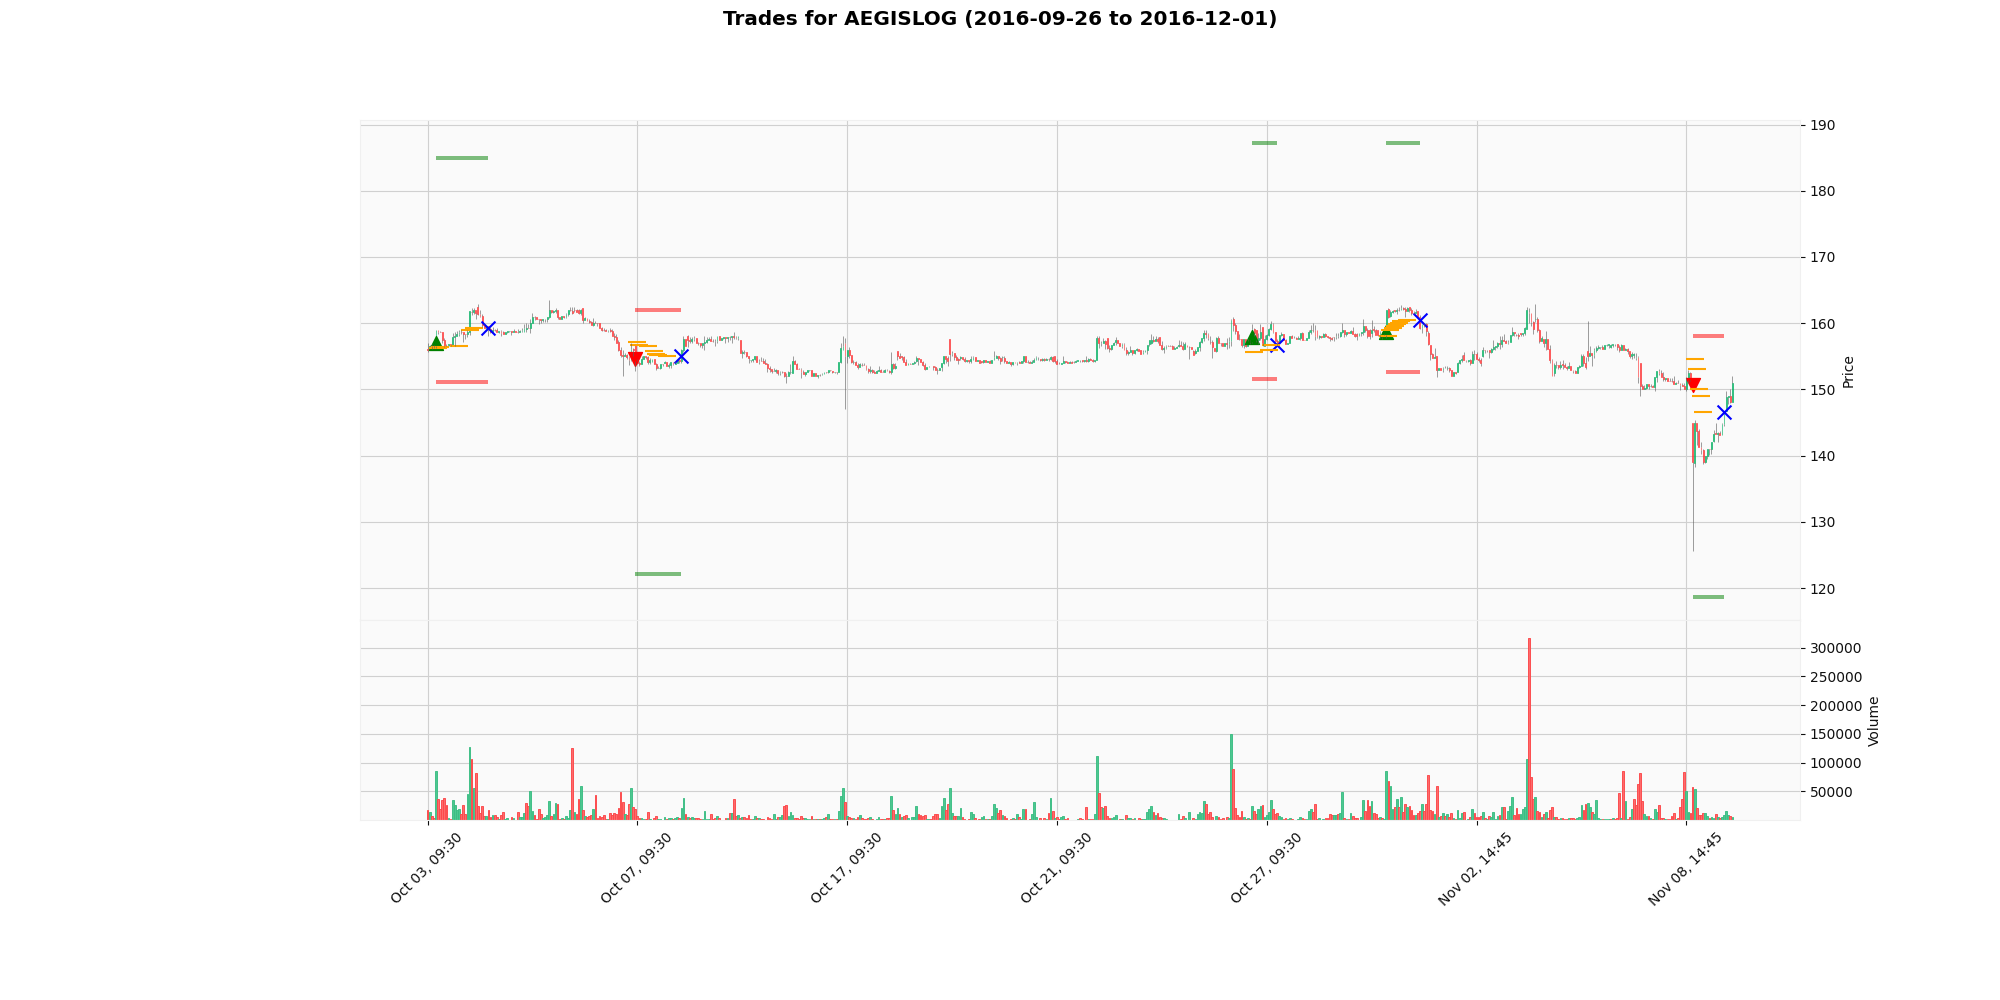 Trades for AEGISLOG (2016-09-26 to 2016-12-01)
190
180
170
160
150
140
130
120
Price
300000
250000
200000
150000
100000
50000
Volume
Oct 03, 09:30
Oct 07, 09:30
Oct 17, 09:30
Oct 21, 09:30
Oct 27, 09:30
Nov 02, 14:45
Nov 08, 14:45